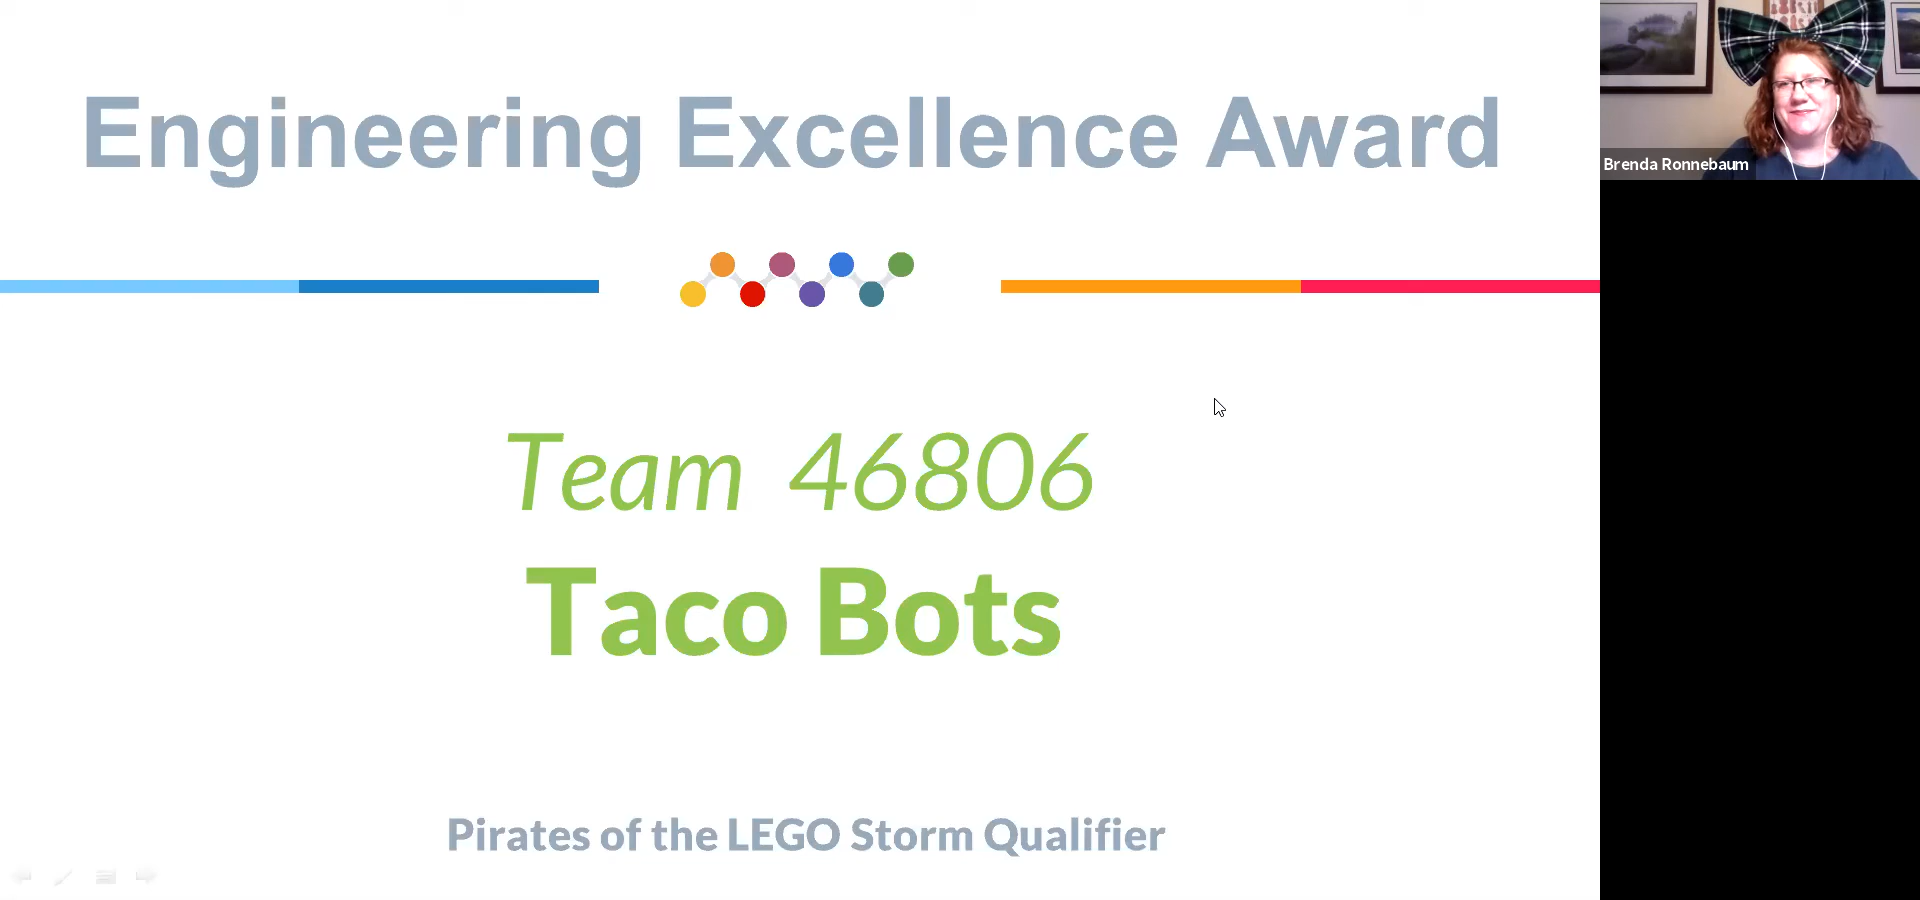 Engineering Excellence Award
Team 46806
Taco Bots
Pirates of the LEGO Storm Qualifier
Brenda Ronnebaum